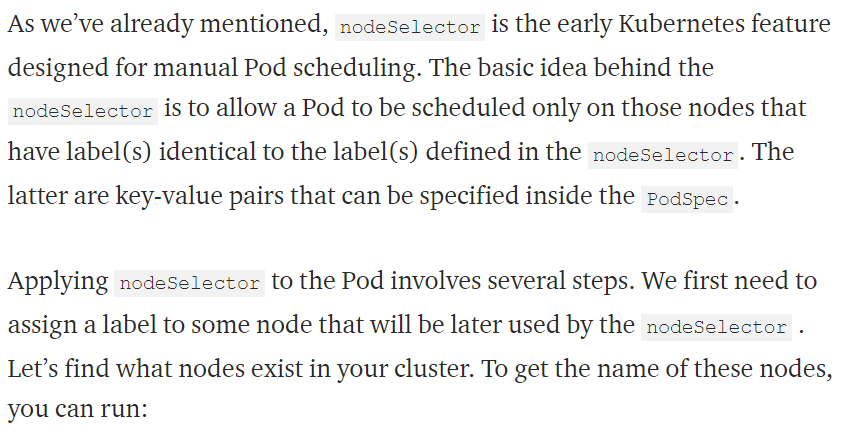 As we’ve already mentioned, nodeSelector is the early Kubernetes feature
designed for manual Pod scheduling. The basic idea behind the
nodeSelector is to allow a Pod to be scheduled only on those nodes that
have label(s) identical to the label(s) defined in the nodeSelector. The
latter are key-value pairs that can be specified inside the PodSpec.
Applying nodeSelector to the Pod involves several steps. We first need to
assign a label to some node that will be later used by the nodeSelector .
Let’s find what nodes exist in your cluster. To get the name of these nodes,
you can run: